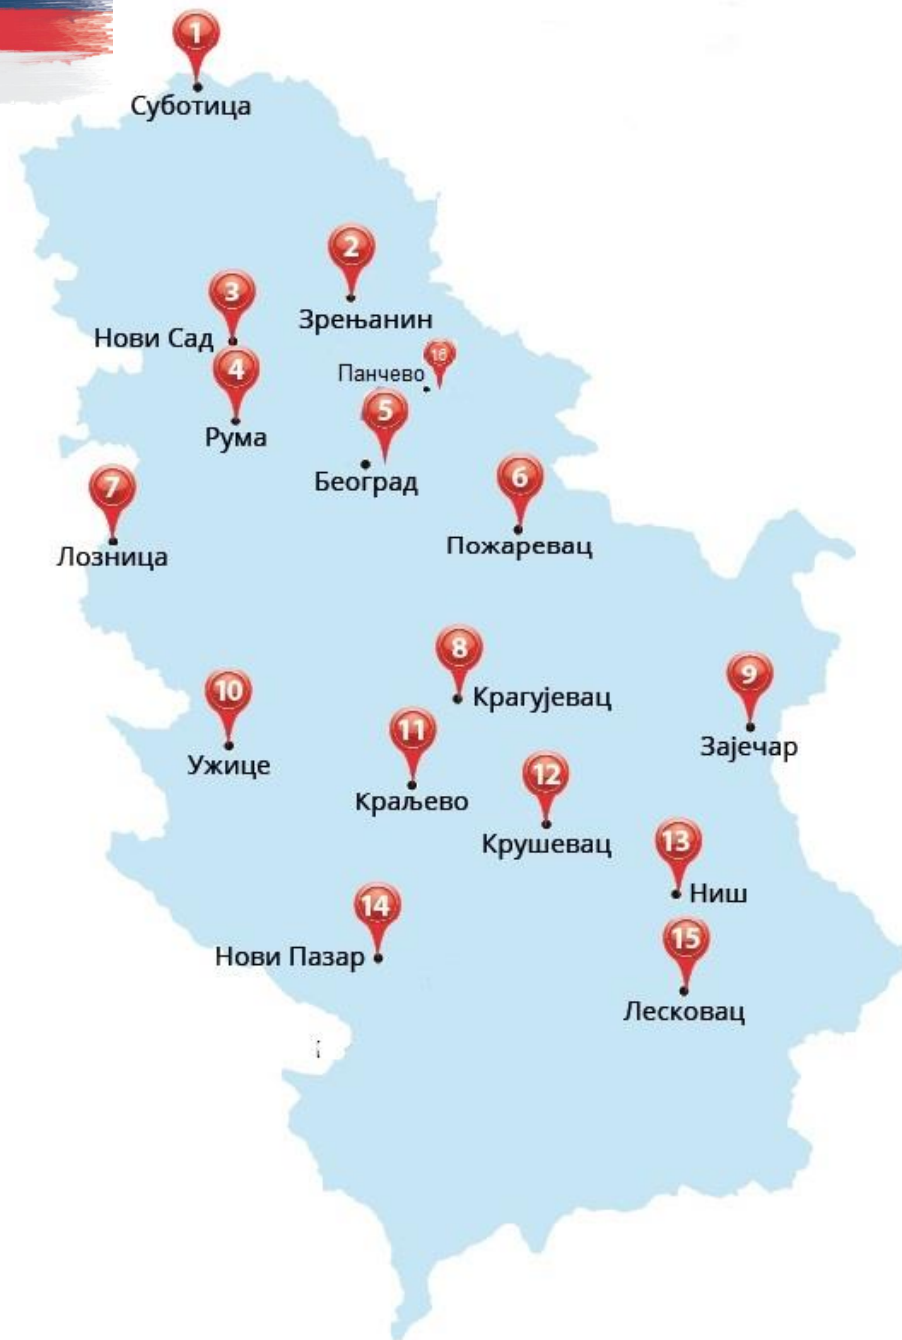 1
Суботица
2
Зрењанин
3
Нови Сад
16
Панчево
4
Рума
5
Београд
6
Пожаревац
7
Лозница
8
Крагујевац
9
Зајечар
10
Ужице
11
Краљево
12
Крушевац
13
Ниш
14
Нови Пазар
15
Лесковац